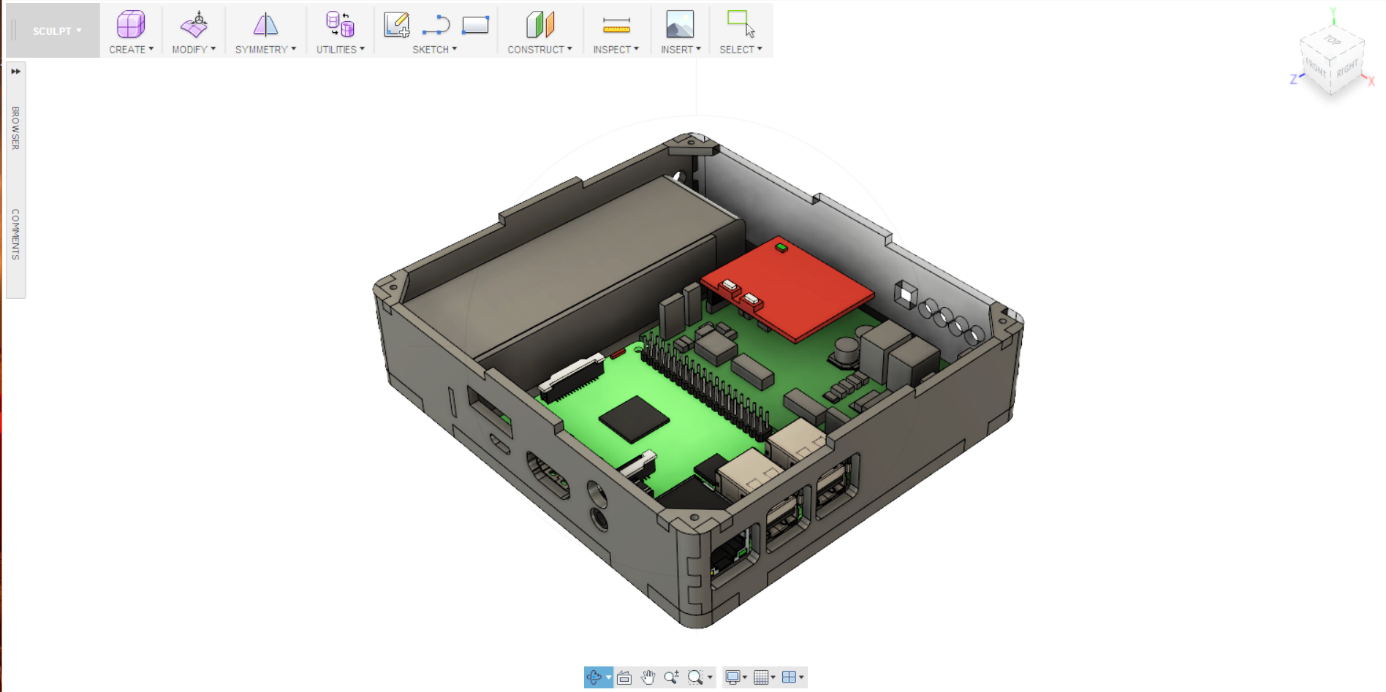 SCULPT
CREATE
MODIFY
SYMMETRY
UTILITIES
SKETCH
CONSTRUCT
INSPECT
INSERT
SELECT
BROWSER
COMMENTS
Y
TOP
FRONT
RIGHT
Z
X